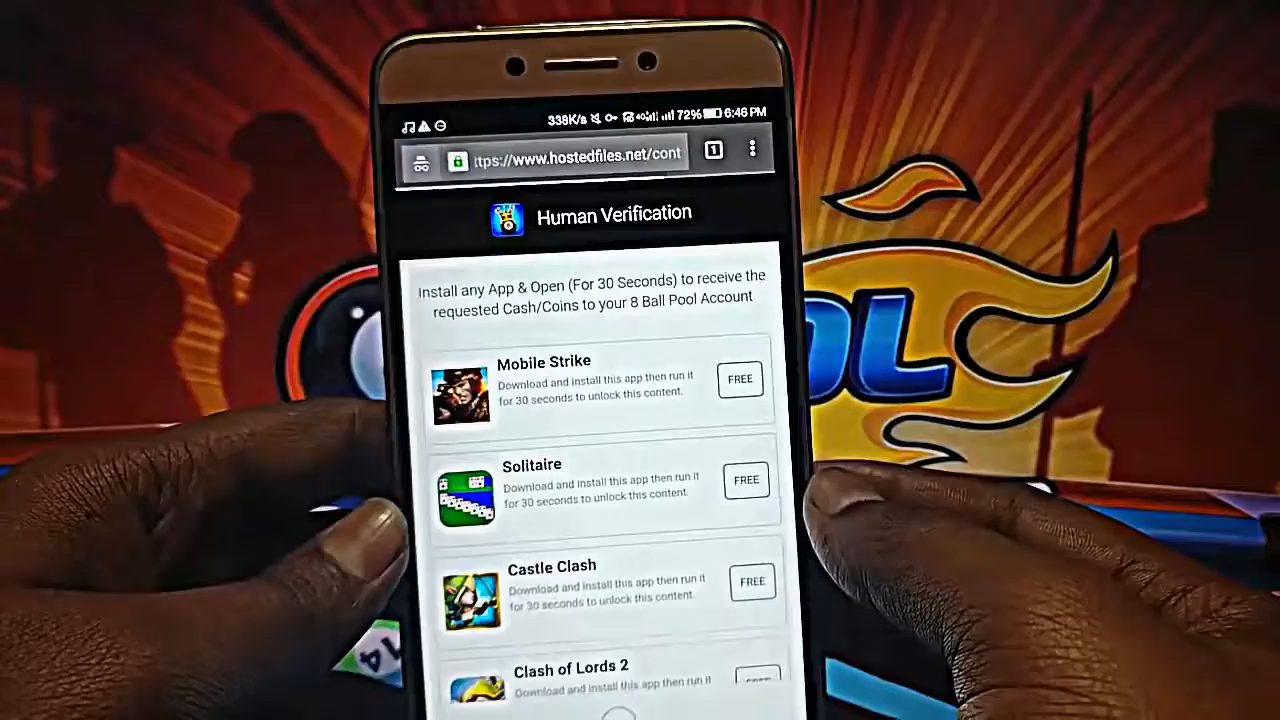 338K/s 72% 6:46 PM
ttps://www.hostedfiles.net/cont
1
Human Verification
Install any App & Open (For 30 Seconds) to receive the
requested Cash/Coins to your 8 Ball Pool Account
Mobile Strike
Download and install this app then run it
for 30 seconds to unlock this content.
FREE
Solitaire
Download and install this app then run it
for 30 seconds to unlock this content.
FREE
Castle Clash
Download and install this app then run it
for 30 seconds to unlock this content.
FREE
Clash of Lords 2
Download and install this app then run it
FREE
OL
14